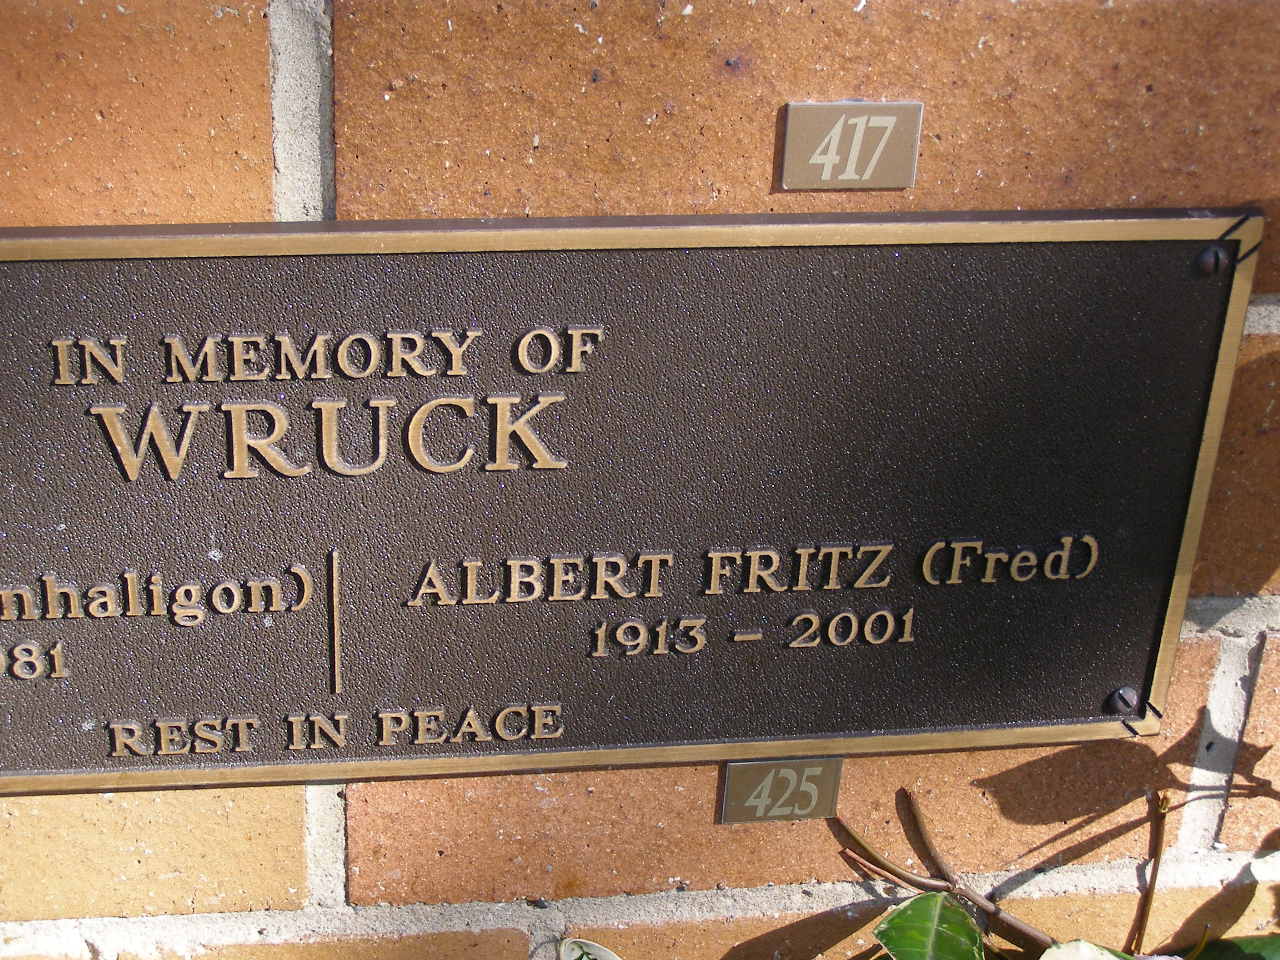 417
IN MEMORY OF
WRUCK
nhaligon)
ALBERT FRITZ (Fred)
81
1913 – 2001
REST IN PEACE
425